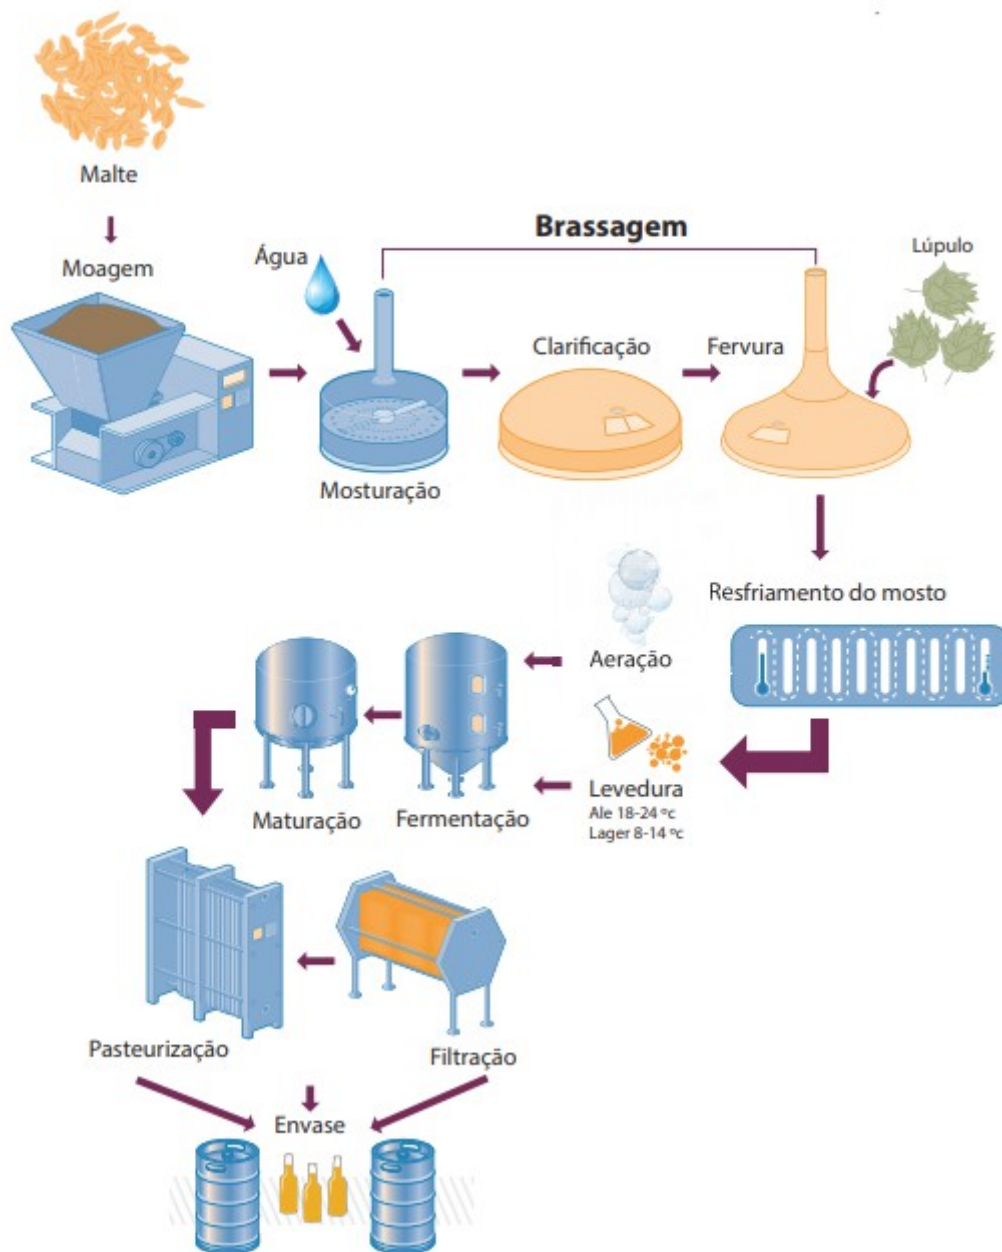 Malte
Moagem
Brassagem
Água
Lúpulo
Clarificação
Fervura
Mosturação
Resfriamento do mosto
Aeração
Levedura
Ale 18-24 ºc
Lager 8-14 ºc
Maturação
Fermentação
Pasteurização
Filtração
Envase